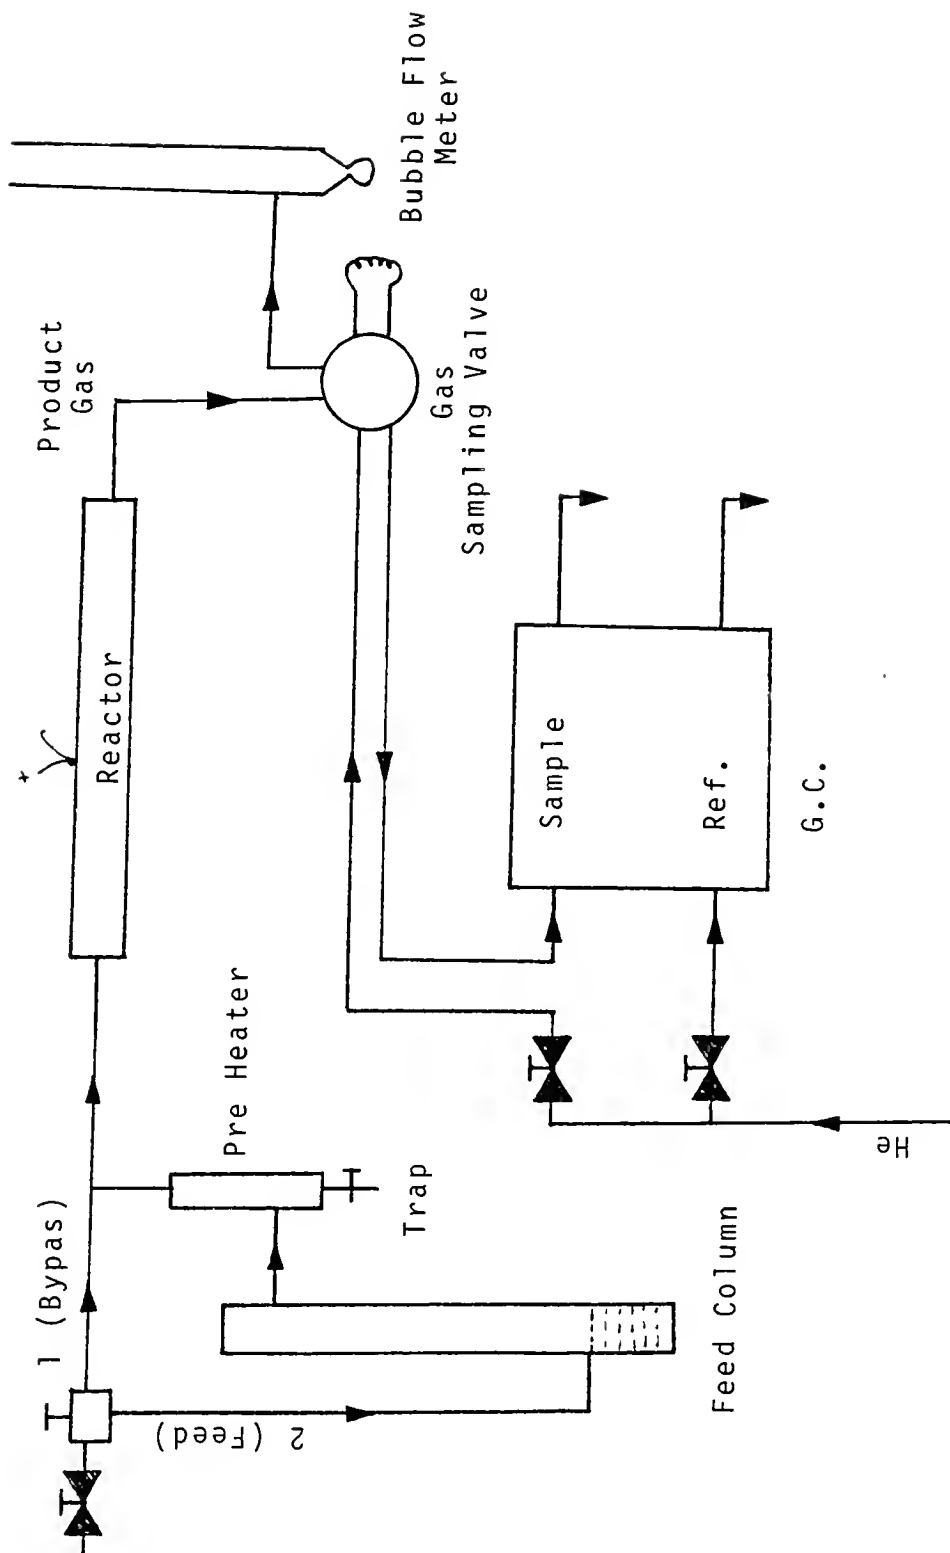 Product
Gas
Reactor
1 (Bypas)
Pre Heater
Trap
2 (Feed)
Feed Column
Bubble Flow
Meter
Gas
Sampling Valve
Sample
Ref.
G.C.
He
+